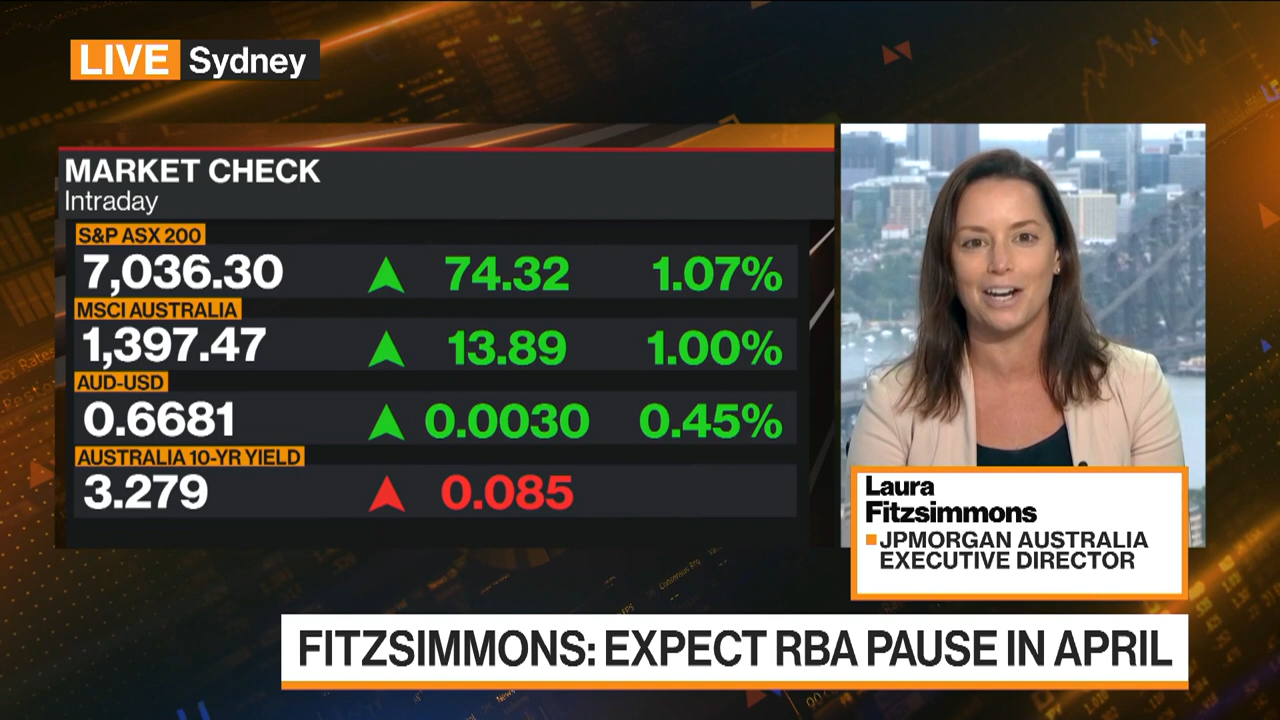 LIVE Sydney
MARKET CHECK
Intraday
S&P ASX 200
7,036.30 74.32 1.07%
MSCI AUSTRALIA
1,397.47 13.89 1.00%
AUD-USD
0.6681 0.0030 0.45%
AUSTRALIA 10-YR YIELD
3.279 0.085
Laura
Fitzsimmons
JPMORGAN AUSTRALIA
EXECUTIVE DIRECTOR
FITZSIMMONS: EXPECT RBA PAUSE IN APRIL